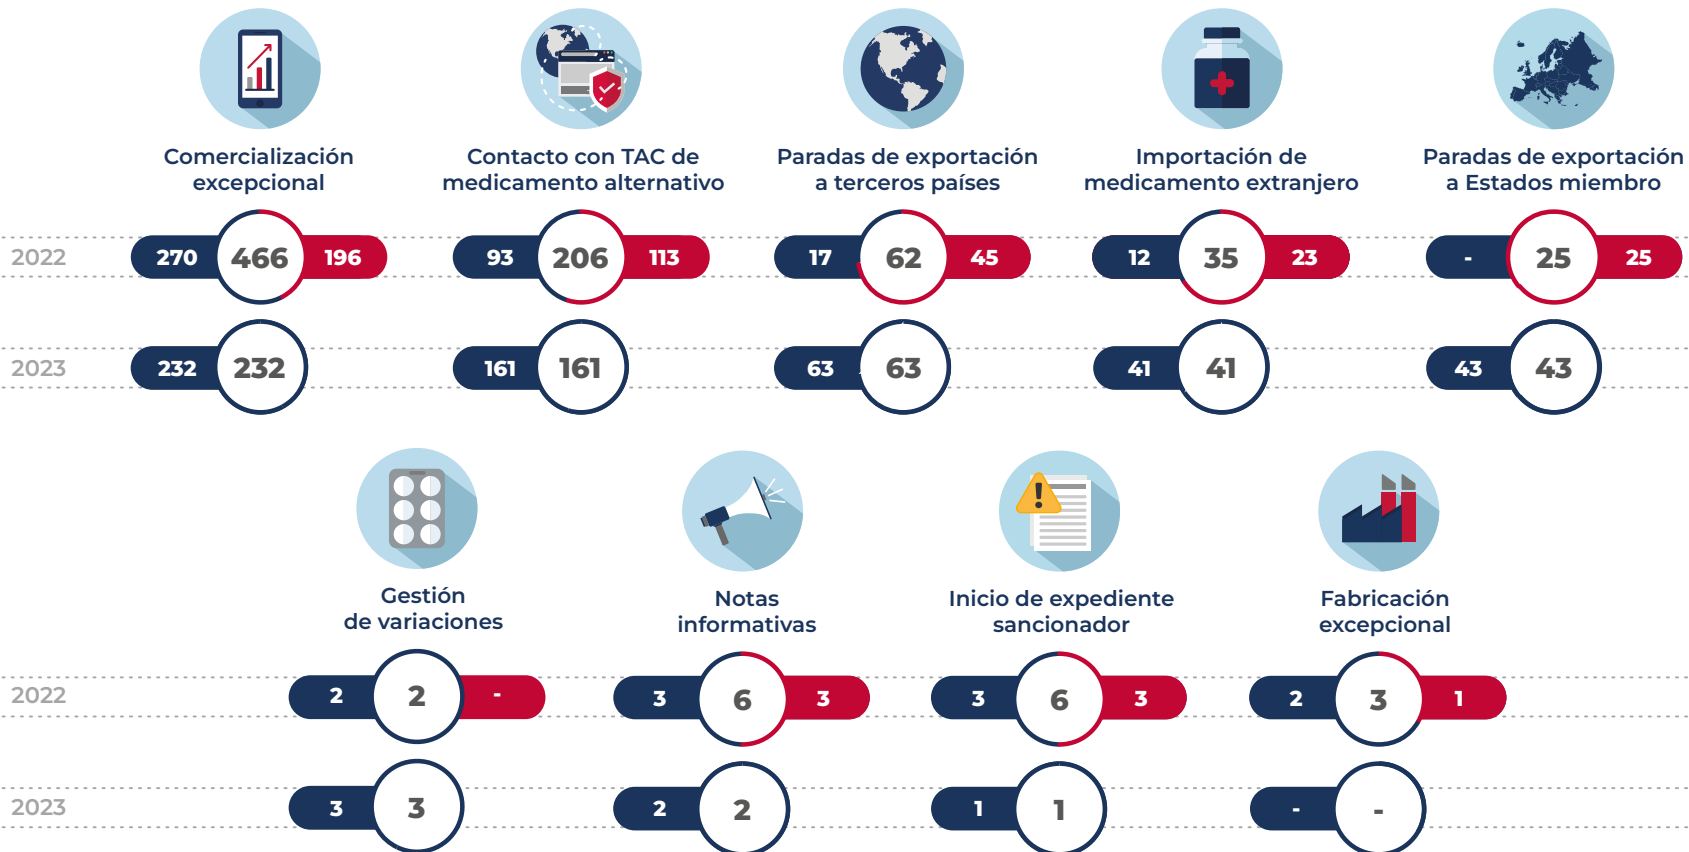 Comercialización
excepcional
Contacto con TAC de
medicamento alternativo
Paradas de exportación
a terceros países
Importación de
medicamento extranjero
Paradas de exportación
a Estados miembro
2022 270 466 196 93 206 113 17 62 45 12 35 23 - 25 25
2023 232 232 161 161 63 63 41 41 43 43
Gestión
de variaciones
Notas
informativas
Inicio de expediente
sancionador
Fabricación
excepcional
2022 2 2 - 3 6 3 3 6 3 2 3 1
2023 3 3 2 2 1 1 - -